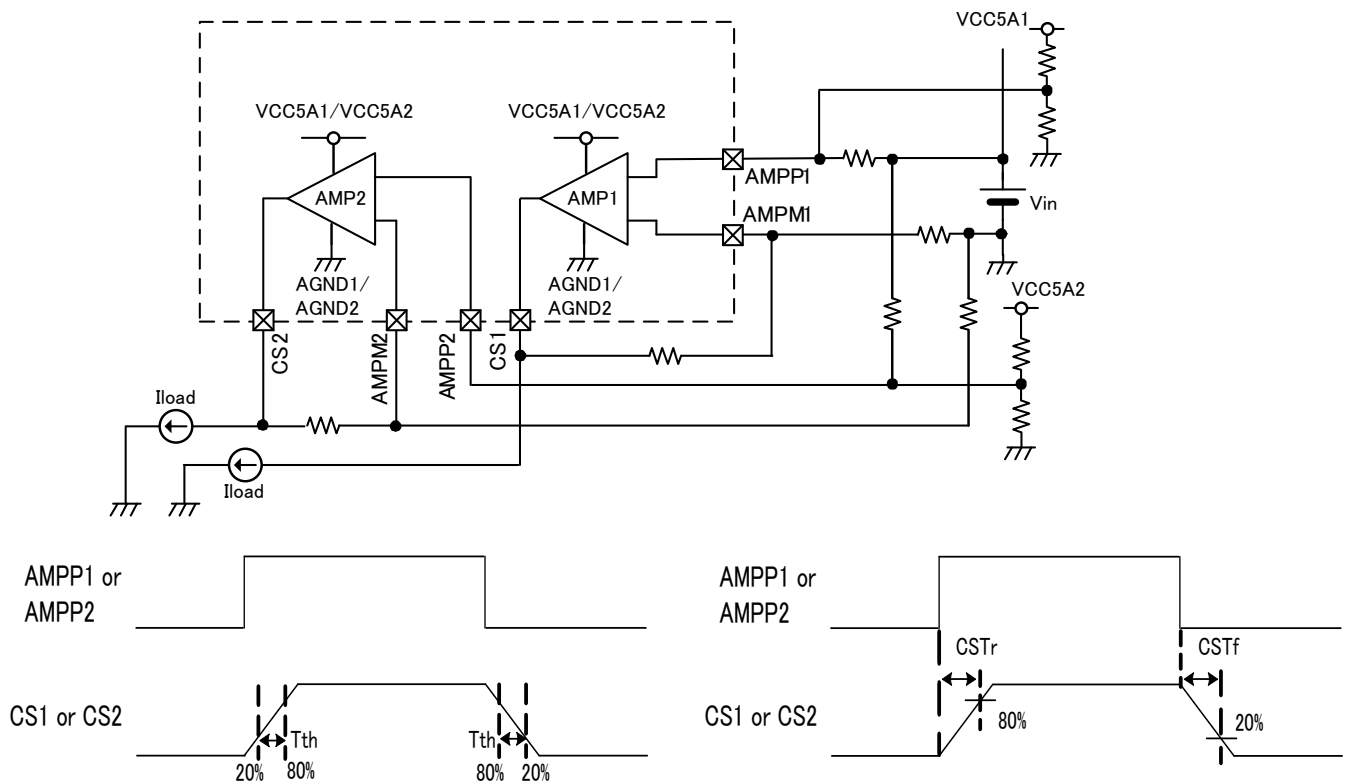 VCC5A1
VCC5A1/VCC5A2
VCC5A1/VCC5A2
AMP2
AMP1
AMPP1
AMPM1
Vin
AGND1/
AGND2
AGND1/
AGND2
VCC5A2
CS2
AMPM2
AMPP2
CS1
Iload
Iload
AMPP1 or
AMPP2
CS1 or CS2
Tth
Tth
20%
80%
80%
20%
AMPP1 or
AMPP2
CSTr
CSTf
CS1 or CS2
80%
20%